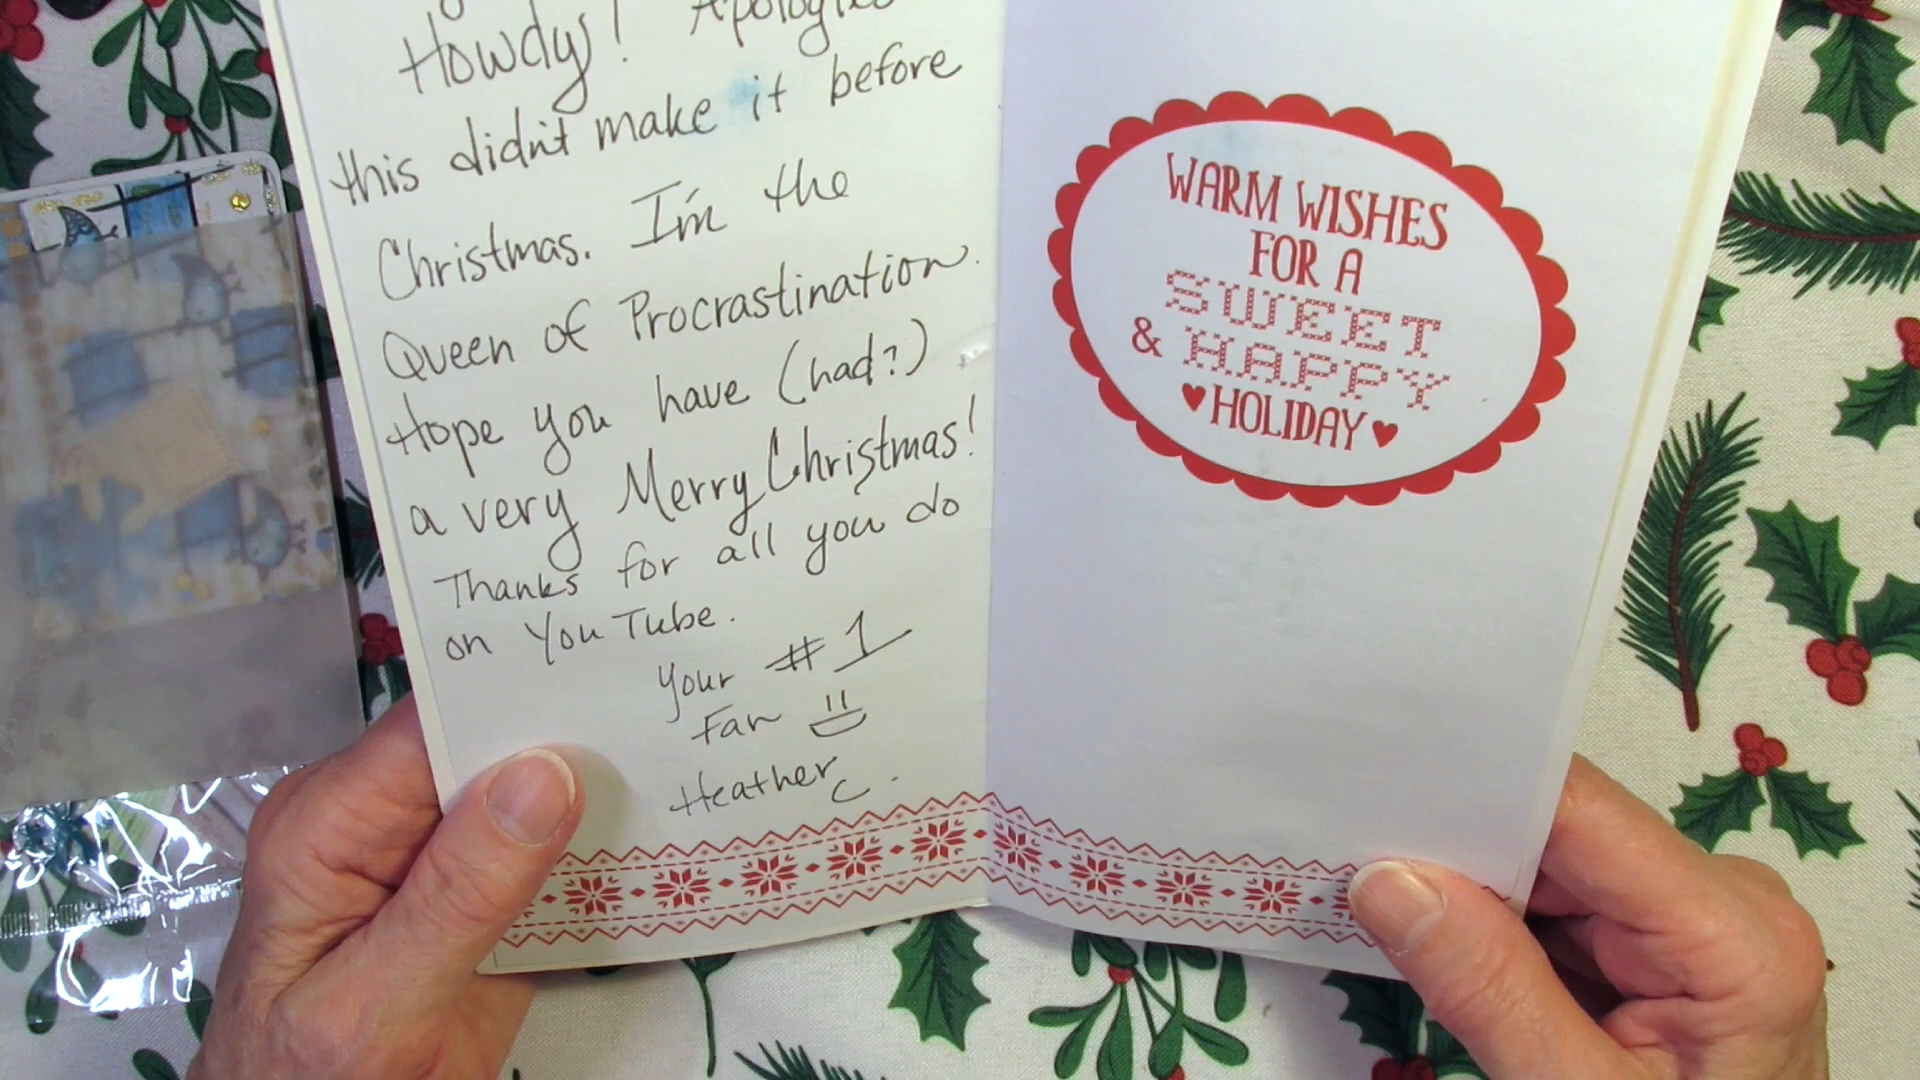 Howdy! Apologies
this didn't make it before
Christmas. I'm the
Queen of Procrastination.
Hope you have (had?)
a very Merry Christmas!
Thanks for all you do
on YouTube.
Your #1
Fan
Heather
C.
WARM WISHES
FOR A
SWEET
& HAPPY
HOLIDAY